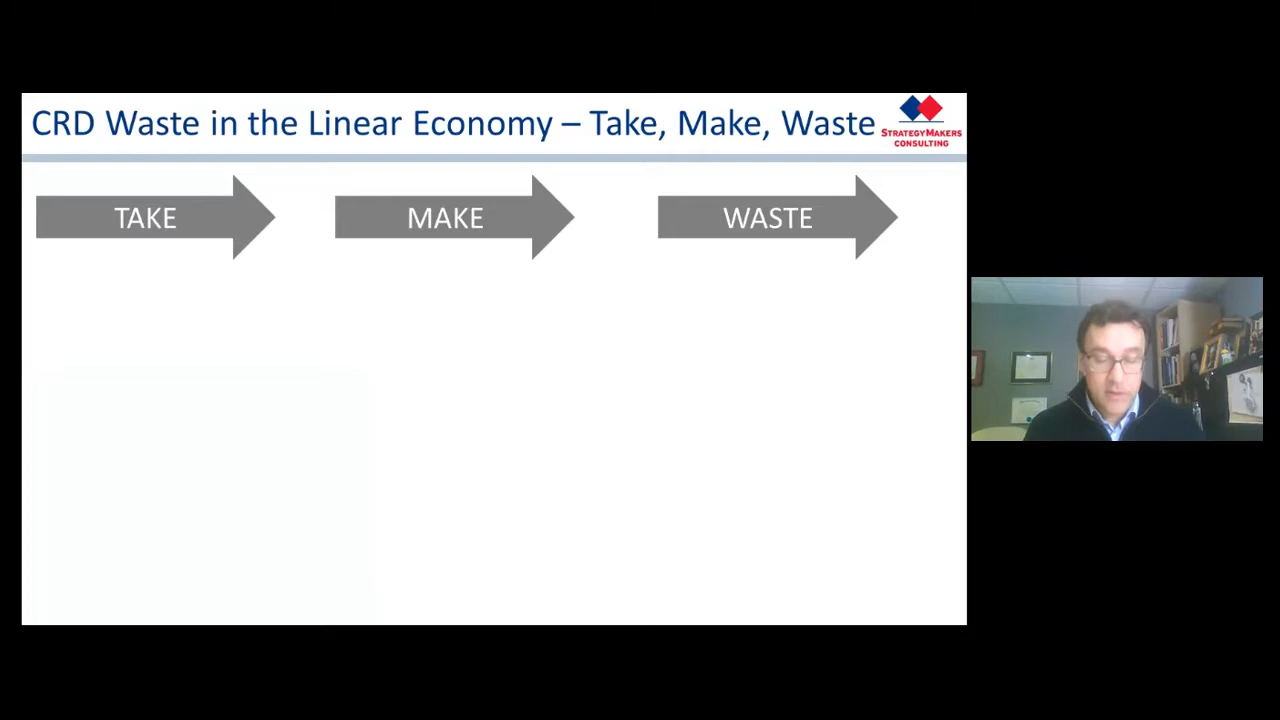 CRD Waste in the Linear Economy – Take, Make, Waste
STRATEGYMAKERS
CONSULTING
TAKE
MAKE
WASTE